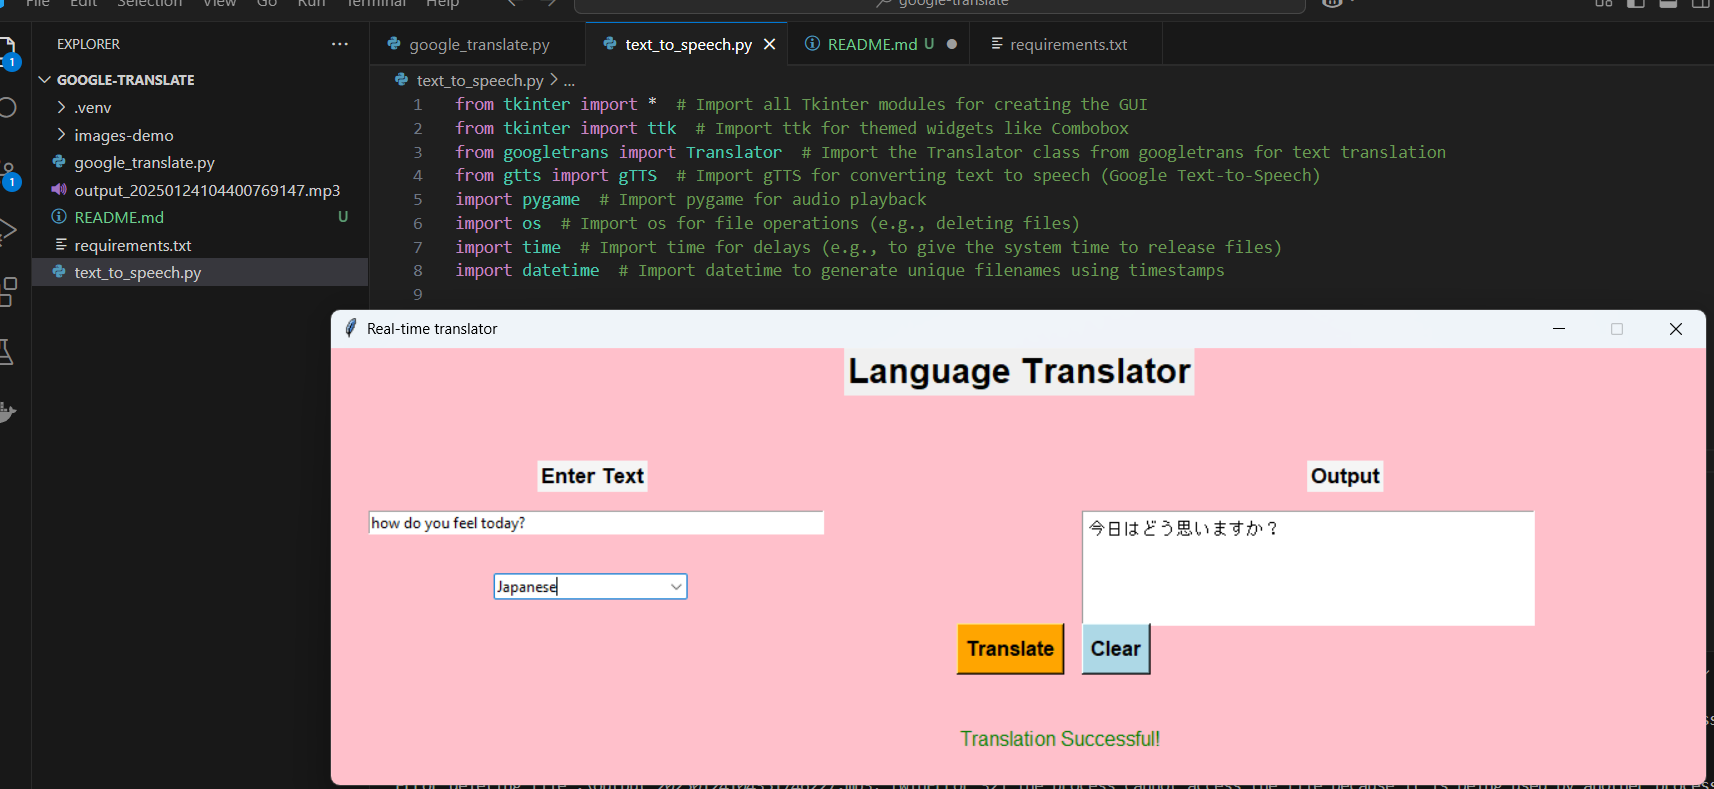 File Edit Selection View Go Run Terminal Help
google-translate
EXPLORER
GOOGLE-TRANSLATE
.venv
images-demo
google_translate.py
output_20250124104400769147.mp3
README.md U
requirements.txt
text_to_speech.py
1
1
google_translate.py
text_to_speech.py
README.md U
requirements.txt
text_to_speech.py > ...
1 from tkinter import * # Import all Tkinter modules for creating the GUI
2 from tkinter import ttk # Import ttk for themed widgets like Combobox
3 from googletrans import Translator # Import the Translator class from googletrans for text translation
4 from gtts import gTTS # Import gTTS for converting text to speech (Google Text-to-Speech)
5 import pygame # Import pygame for audio playback
6 import os # Import os for file operations (e.g., deleting files)
7 import time # Import time for delays (e.g., to give the system time to release files)
8 import datetime # Import datetime to generate unique filenames using timestamps
9
Real-time translator
Language Translator
Enter Text
Output
how do you feel today?
今日はどう思いますか？
Japanese
Translate
Clear
Translation Successful!